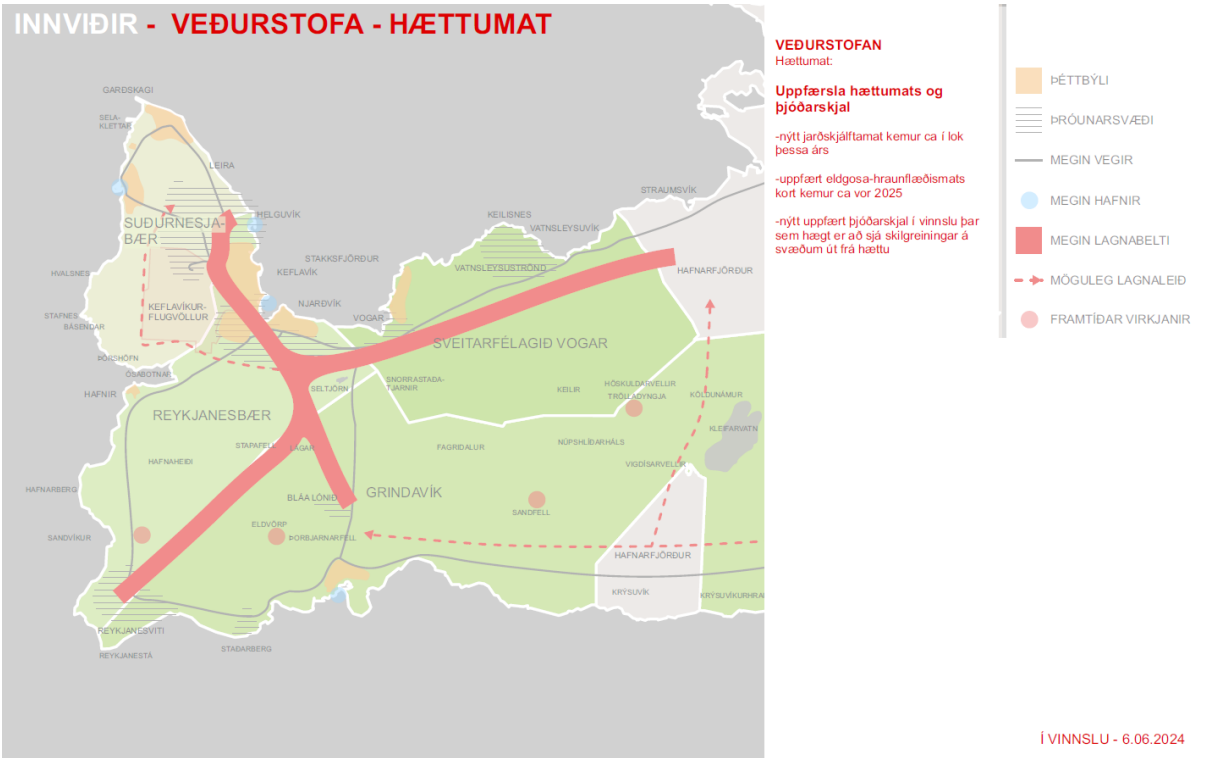 INNVIÐIR - VEÐURSTOFA - HÆTTUMAT
VEÐURSTOFAN
Hættumat:
Uppfærsla hættumats og
þjóðarskjal
-nýtt jarðskjálftamat kemur ca í lok
þessa árs
-uppfært eldgosa-hraunflæðismats
kort kemur ca vor 2025
-nýtt uppfært þjóðarskjal í vinnslu þar
sem hægt er að sjá skilgreiningar á
svæðum út frá hættu
ÞÉTTBÝLI
ÞRÓUNARSVÆÐI
MEGIN VEGIR
MEGIN HAFNIR
MEGIN LAGNABELTI
MÖGULEG LAGNALEIÐ
FRAMTÍÐAR VIRKJANIR
GARÐSKAGI
SELA-
KLETTAR
LEIRA
STRAUMSVÍK
SUÐURNESJA-
BÆR
HELGUVÍK
KEILISNES
VATNSLEYSUVÍK
STAKKSFJÖRÐUR
VATNSLEYSUSTRÖND
HAFNARFJÖRÐUR
HVALSNES
KEFLAVÍK
KEFLAVÍKUR-
FLUGVÖLLUR
NJARÐVÍK
VOGAR
STAFNES
BÁSENDAR
SVEITARFÉLAGIÐ VOGAR
ÞÓRSHÖFN
ÓSABOTNAR
HAFNIR
SELTJÖRN
SNORRASTAÐA-
TJARNIR
KEILIR
HÖSKULDARVELLUR
TRÖLLADYNGJA
KÖLDUNÁMUR
REYKJANESBÆR
KLEIFARVATN
STAPAFELL
LÁGAR
FAGRIDALUR
NÚPSHLÍÐARHÁLS
HAFNAHEIÐI
VIGDÍSARVELLIR
HAFNARBERG
BLÁA LÓNIÐ
GRINDAVÍK
SANDFELL
ELDVÖRP
SANDVÍKUR
ÞORBJARNARFELL
HAFNARFJÖRÐUR
KRÝSUVÍK
KRÝSUVÍKURHRA
REYKJANESVITI
REYKJANESTÁ
STAÐARBERG
Í VINNSLU - 6.06.2024